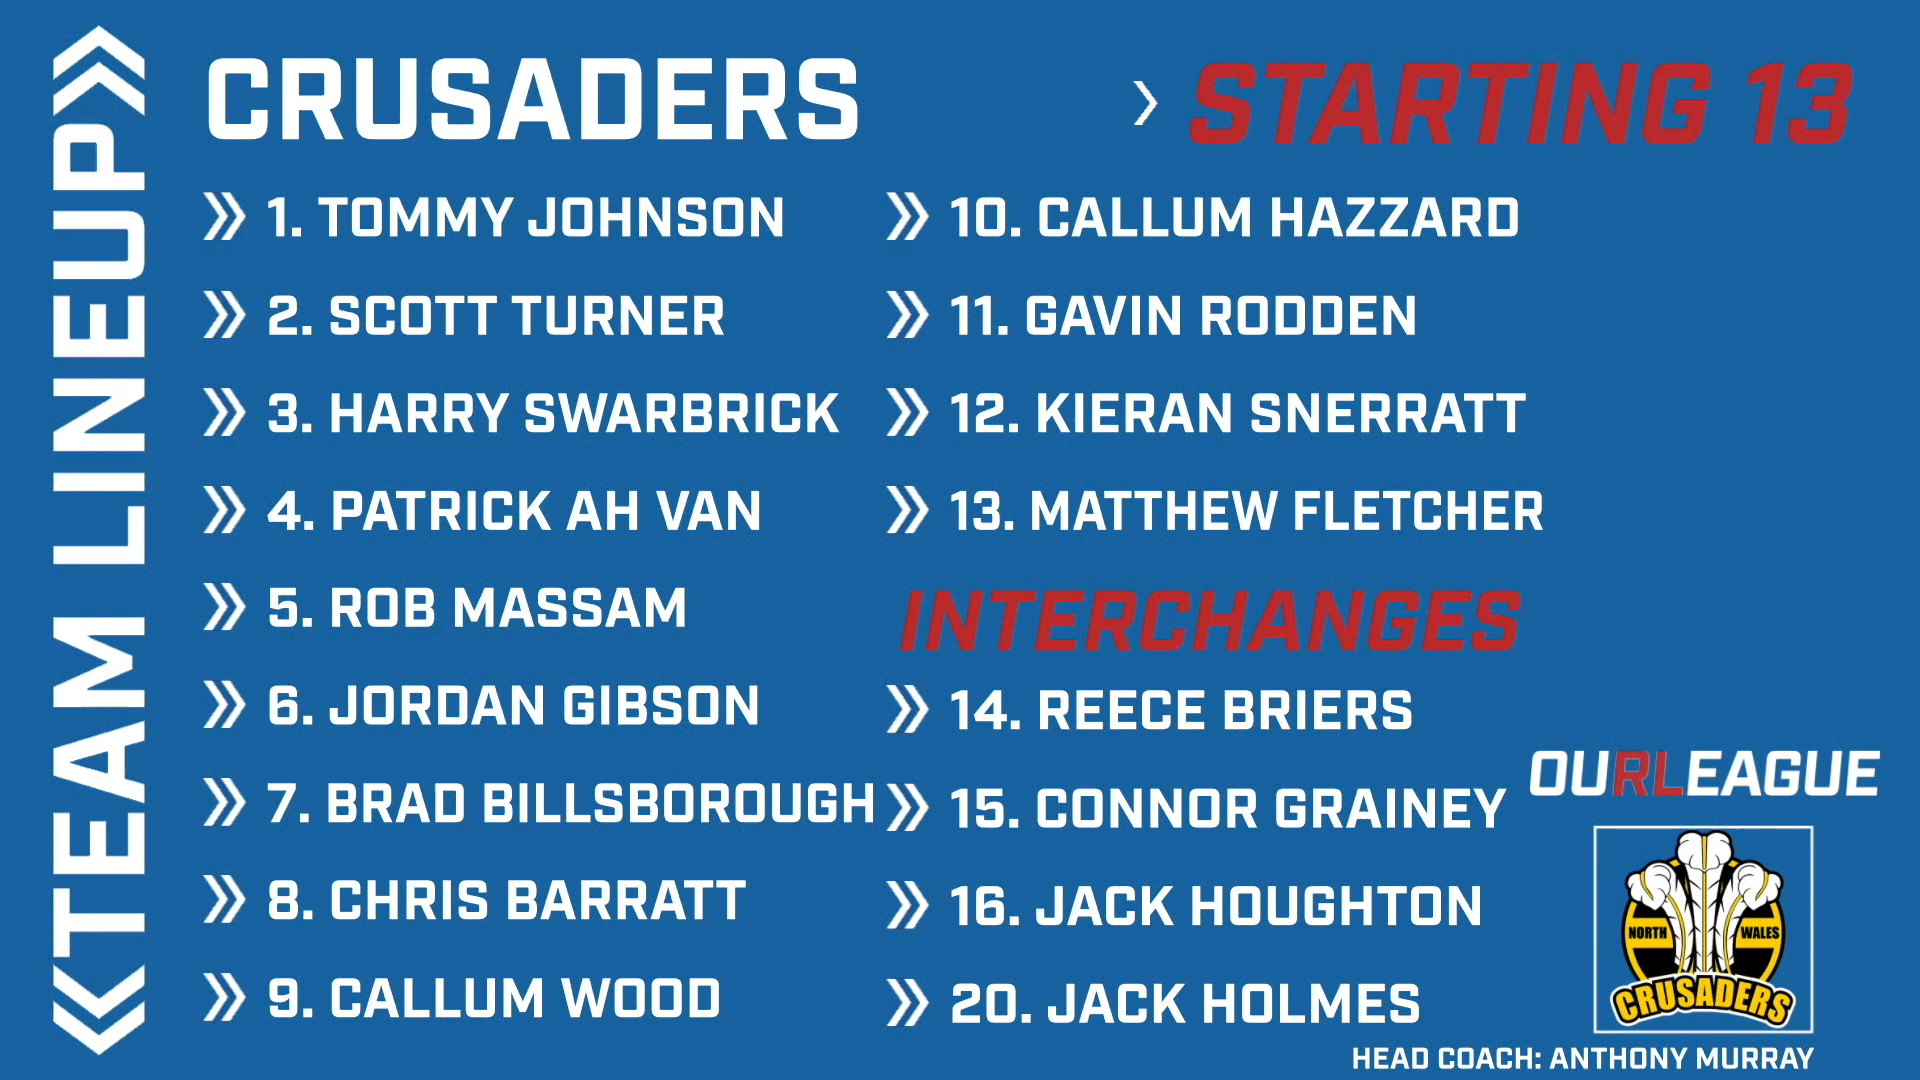 TEAM LINEUP
CRUSADERS
STARTING 13
1. TOMMY JOHNSON
2. SCOTT TURNER
3. HARRY SWARBRICK
4. PATRICK AH VAN
5. ROB MASSAM
6. JORDAN GIBSON
7. BRAD BILLSBOROUGH
8. CHRIS BARRATT
9. CALLUM WOOD
10. CALLUM HAZZARD
11. GAVIN RODDEN
12. KIERAN SNERRATT
13. MATTHEW FLETCHER
INTERCHANGES
14. REECE BRIERS
15. CONNOR GRAINEY
16. JACK HOUGHTON
20. JACK HOLMES
OURLEAGUE
NORTH WALES
CRUSADERS
HEAD COACH: ANTHONY MURRAY